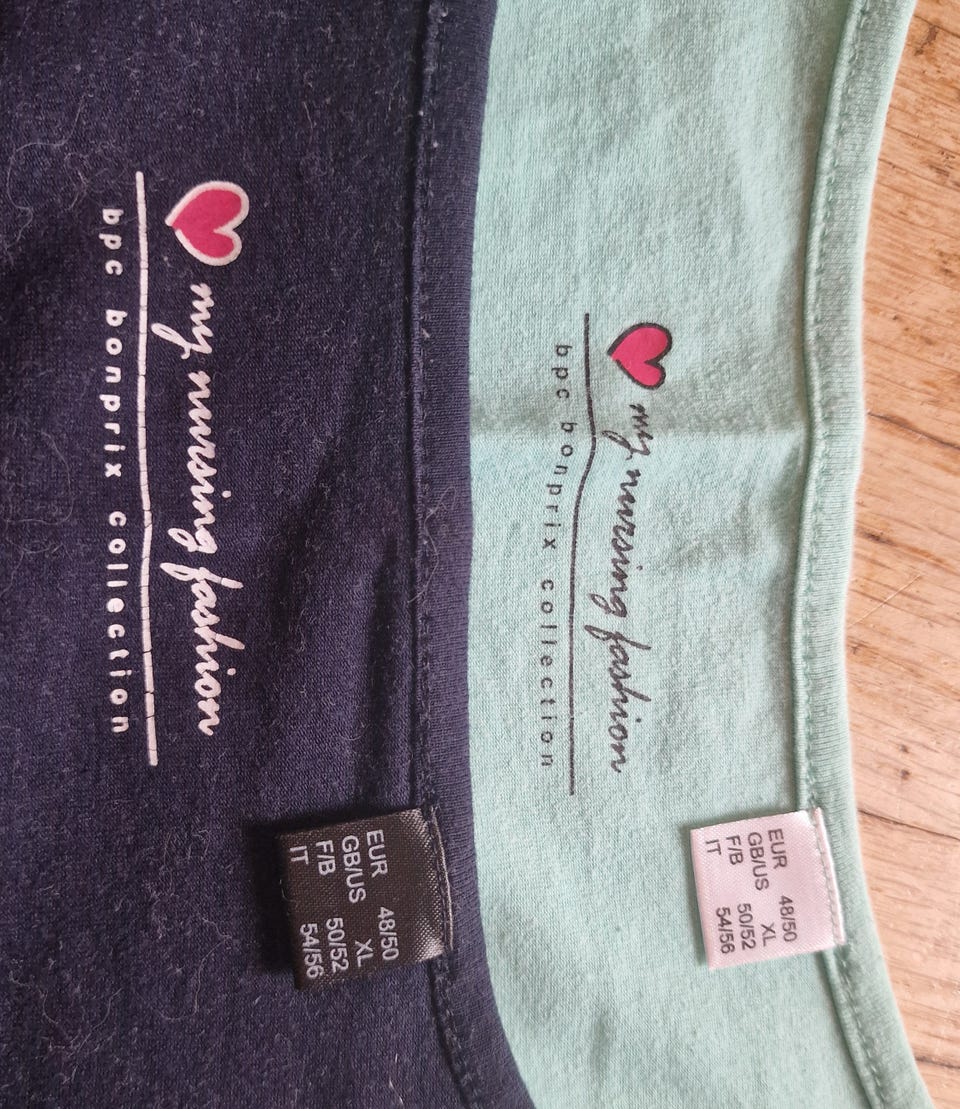 my nursing fashion
bpc bonprix collection
EUR 48/50
GB/US XL
F/B 50/52
IT 54/56
my nursing fashion
bpc bonprix collection
EUR 48/50
GB/US XL
F/B 50/52
IT 54/56